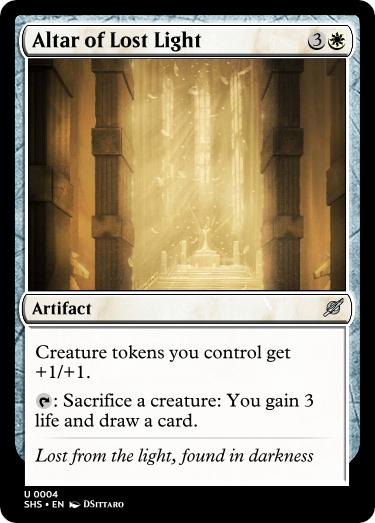 Altar of Lost Light 3
Artifact
Creature tokens you control get
+1/+1.
: Sacrifice a creature: You gain 3
life and draw a card.
Lost from the light, found in darkness
U 0004
SHS • EN DSittaro